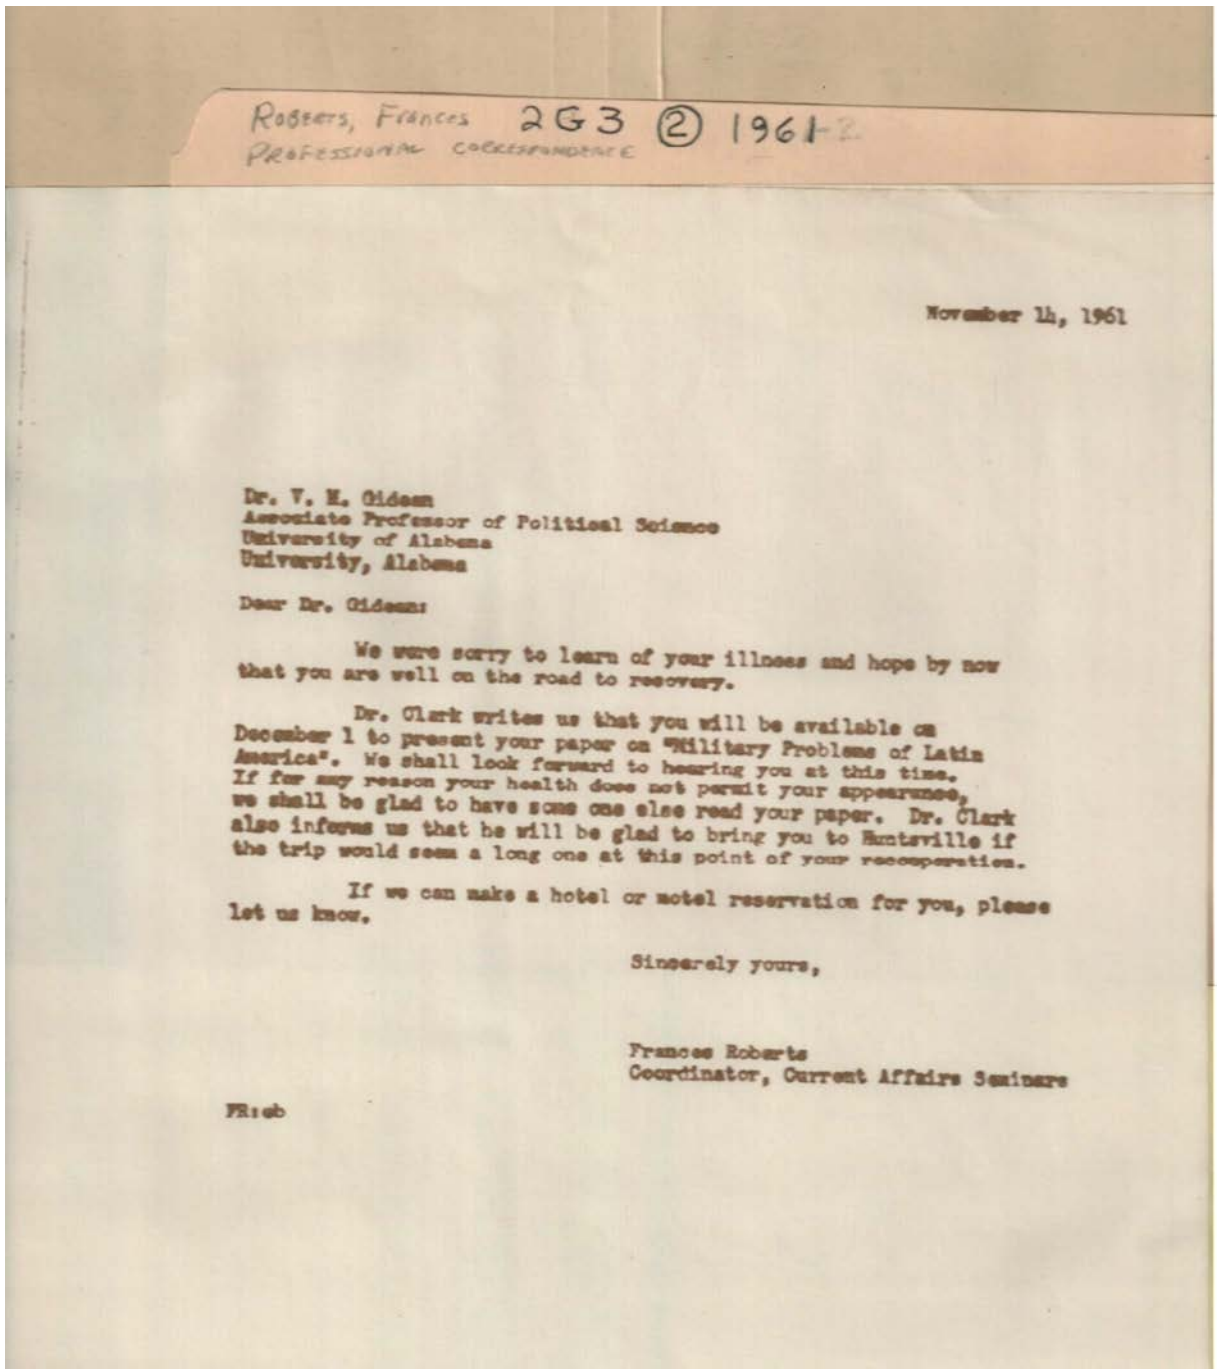 Roberts, Frances 2G3 ② 1961-2
PROFESSIONAL CORRESPONDENCE
November 14, 1961
Dr. V. H. Gideon
Associate Professor of Political Science
University of Alabama
University, Alabama
Dear Dr. Gideon:
We were sorry to learn of your illness and hope by now
that you are well on the road to recovery.
Dr. Clark writes us that you will be available on
December 1 to present your paper on "Military Problems of Latin
America". We shall look forward to hearing you at this time.
If for any reason your health does not permit your appearance,
we shall be glad to have some one else read your paper. Dr. Clark
also informs us that he will be glad to bring you to Huntsville if
the trip would seem a long one at this point of your recooperation.
If we can make a hotel or motel reservation for you, please
let us know.
Sincerely yours,
Frances Roberts
Coordinator, Current Affairs Seminars
FR:eb